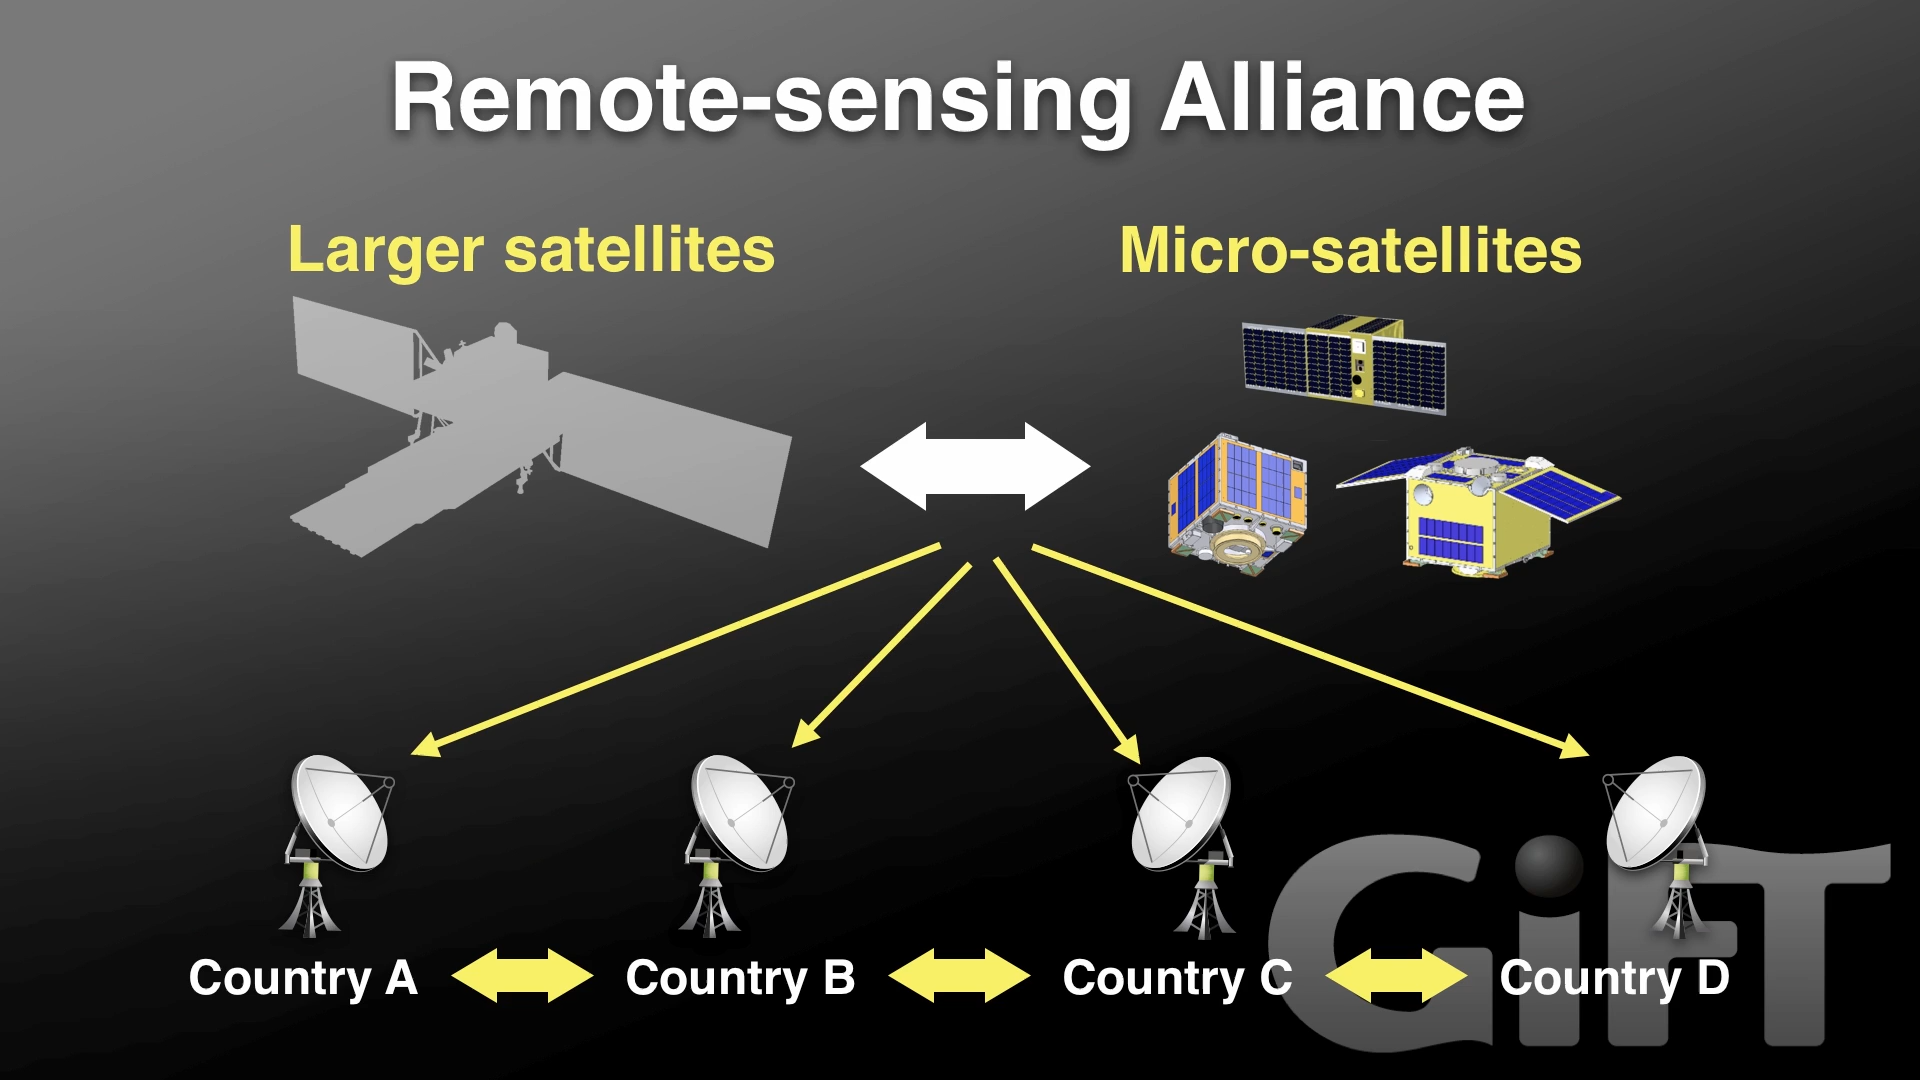 Remote-sensing Alliance
Larger satellites
Micro-satellites
Country A
Country B
Country C
Country D
GiFT